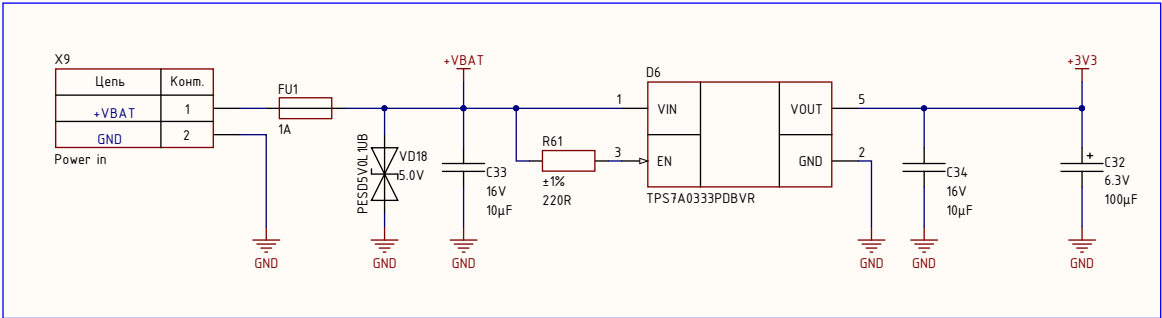 X9
Цепь Конт.
+VBAT 1
GND 2
Power in
FU1
1A
PESD5V0L1UB
VD18
5.0V
+VBAT
C33
16V
10µF
R61
±1%
220R
D6
1 VIN VOUT 5
3 EN GND 2
TPS7A0333PDBVR
C34
16V
10µF
+3V3
+
C32
6.3V
100µF
GND
GND
GND
GND
GND
GND